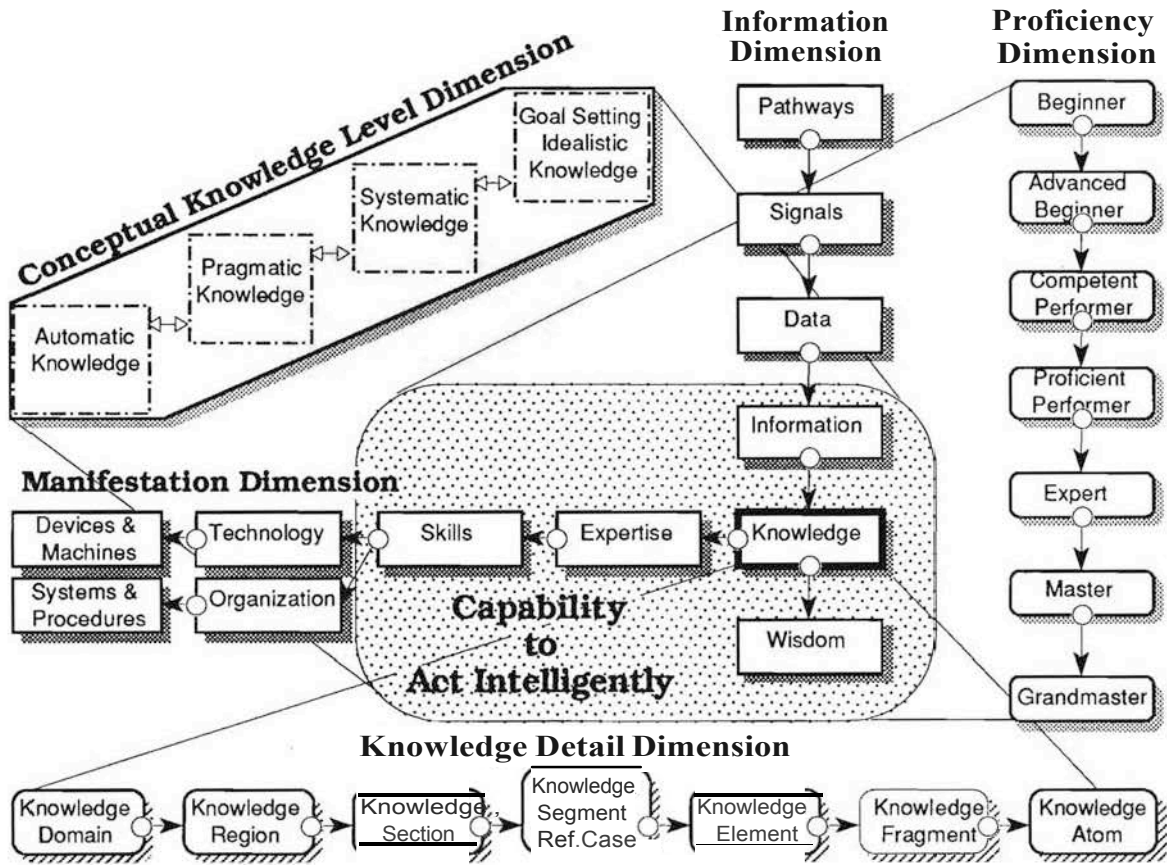 Information
Dimension
Proficiency
Dimension
Conceptual Knowledge Level Dimension
Goal Setting
Idealistic
Knowledge
Systematic
Knowledge
Pragmatic
Knowledge
Automatic
Knowledge
Pathways
Signals
Data
Information
Knowledge
Wisdom
Beginner
Advanced
Beginner
Competent
Performer
Proficient
Performer
Expert
Master
Grandmaster
Manifestation Dimension
Devices &
Machines
Technology
Skills
Expertise
Systems &
Procedures
Organization
Capability
to
Act Intelligently
Knowledge Detail Dimension
Knowledge
Domain
Knowledge
Region
Knowledge
Section
Knowledge
Segment
Ref.Case
Knowledge
Element
Knowledge
Fragment
Knowledge
Atom